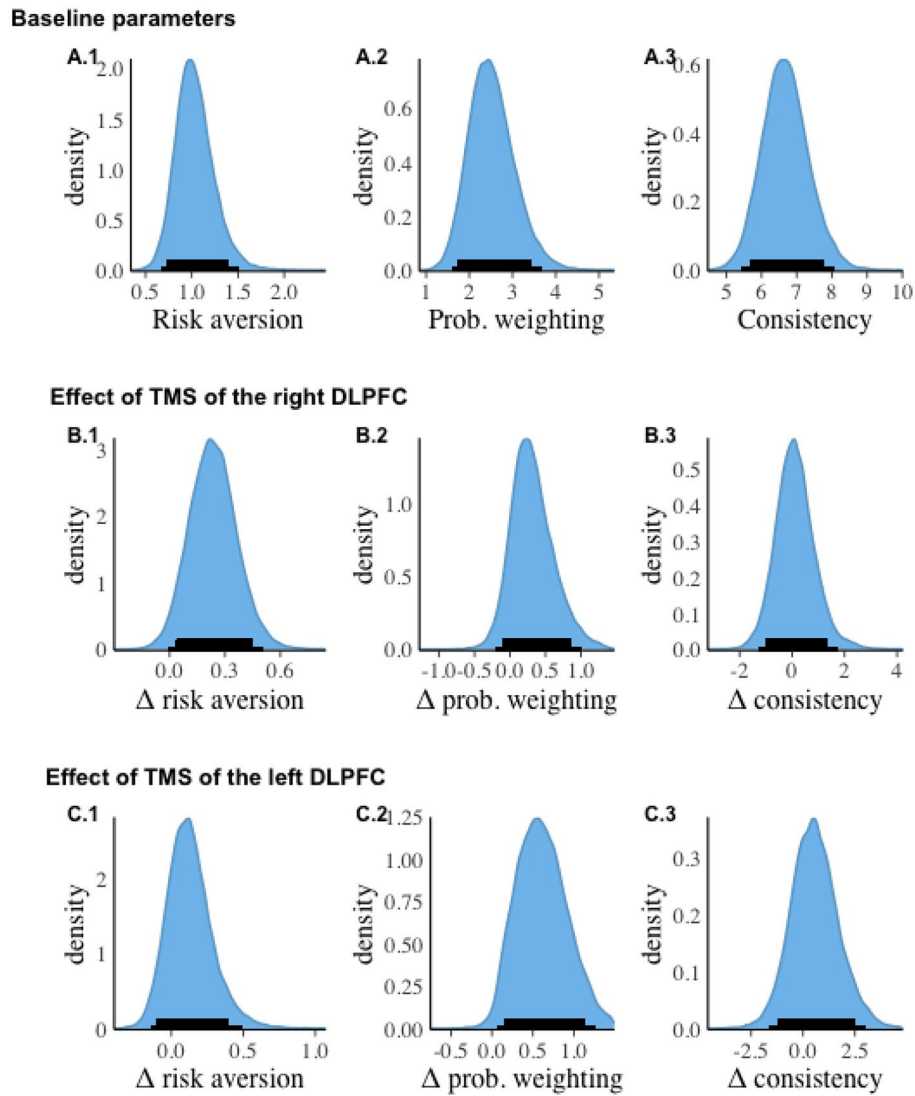 Baseline parameters
A.1 A.2 A.3
2.0 1.5 1.0 0.5 0.0
density
0.5 1.0 1.5 2.0
Risk aversion
0.6 0.4 0.2 0.0
density
1 2 3 4 5
Prob. weighting
0.6 0.4 0.2 0.0
density
5 6 7 8 9 10
Consistency
Effect of TMS of the right DLPFC
B.1 B.2 B.3
3 2 1 0
density
0.0 0.3 0.6
Δ risk aversion
1.0 0.5 0.0
density
-1.0 -0.5 0.0 0.5 1.0
Δ prob. weighting
0.5 0.4 0.3 0.2 0.1 0.0
density
-2 0 2 4
Δ consistency
Effect of TMS of the left DLPFC
C.1 C.2 C.3
2 1 0
density
0.0 0.5 1.0
Δ risk aversion
1.25 1.00 0.75 0.50 0.25 0.00
density
-0.5 0.0 0.5 1.0
Δ prob. weighting
0.3 0.2 0.1 0.0
density
-2.5 0.0 2.5
Δ consistency